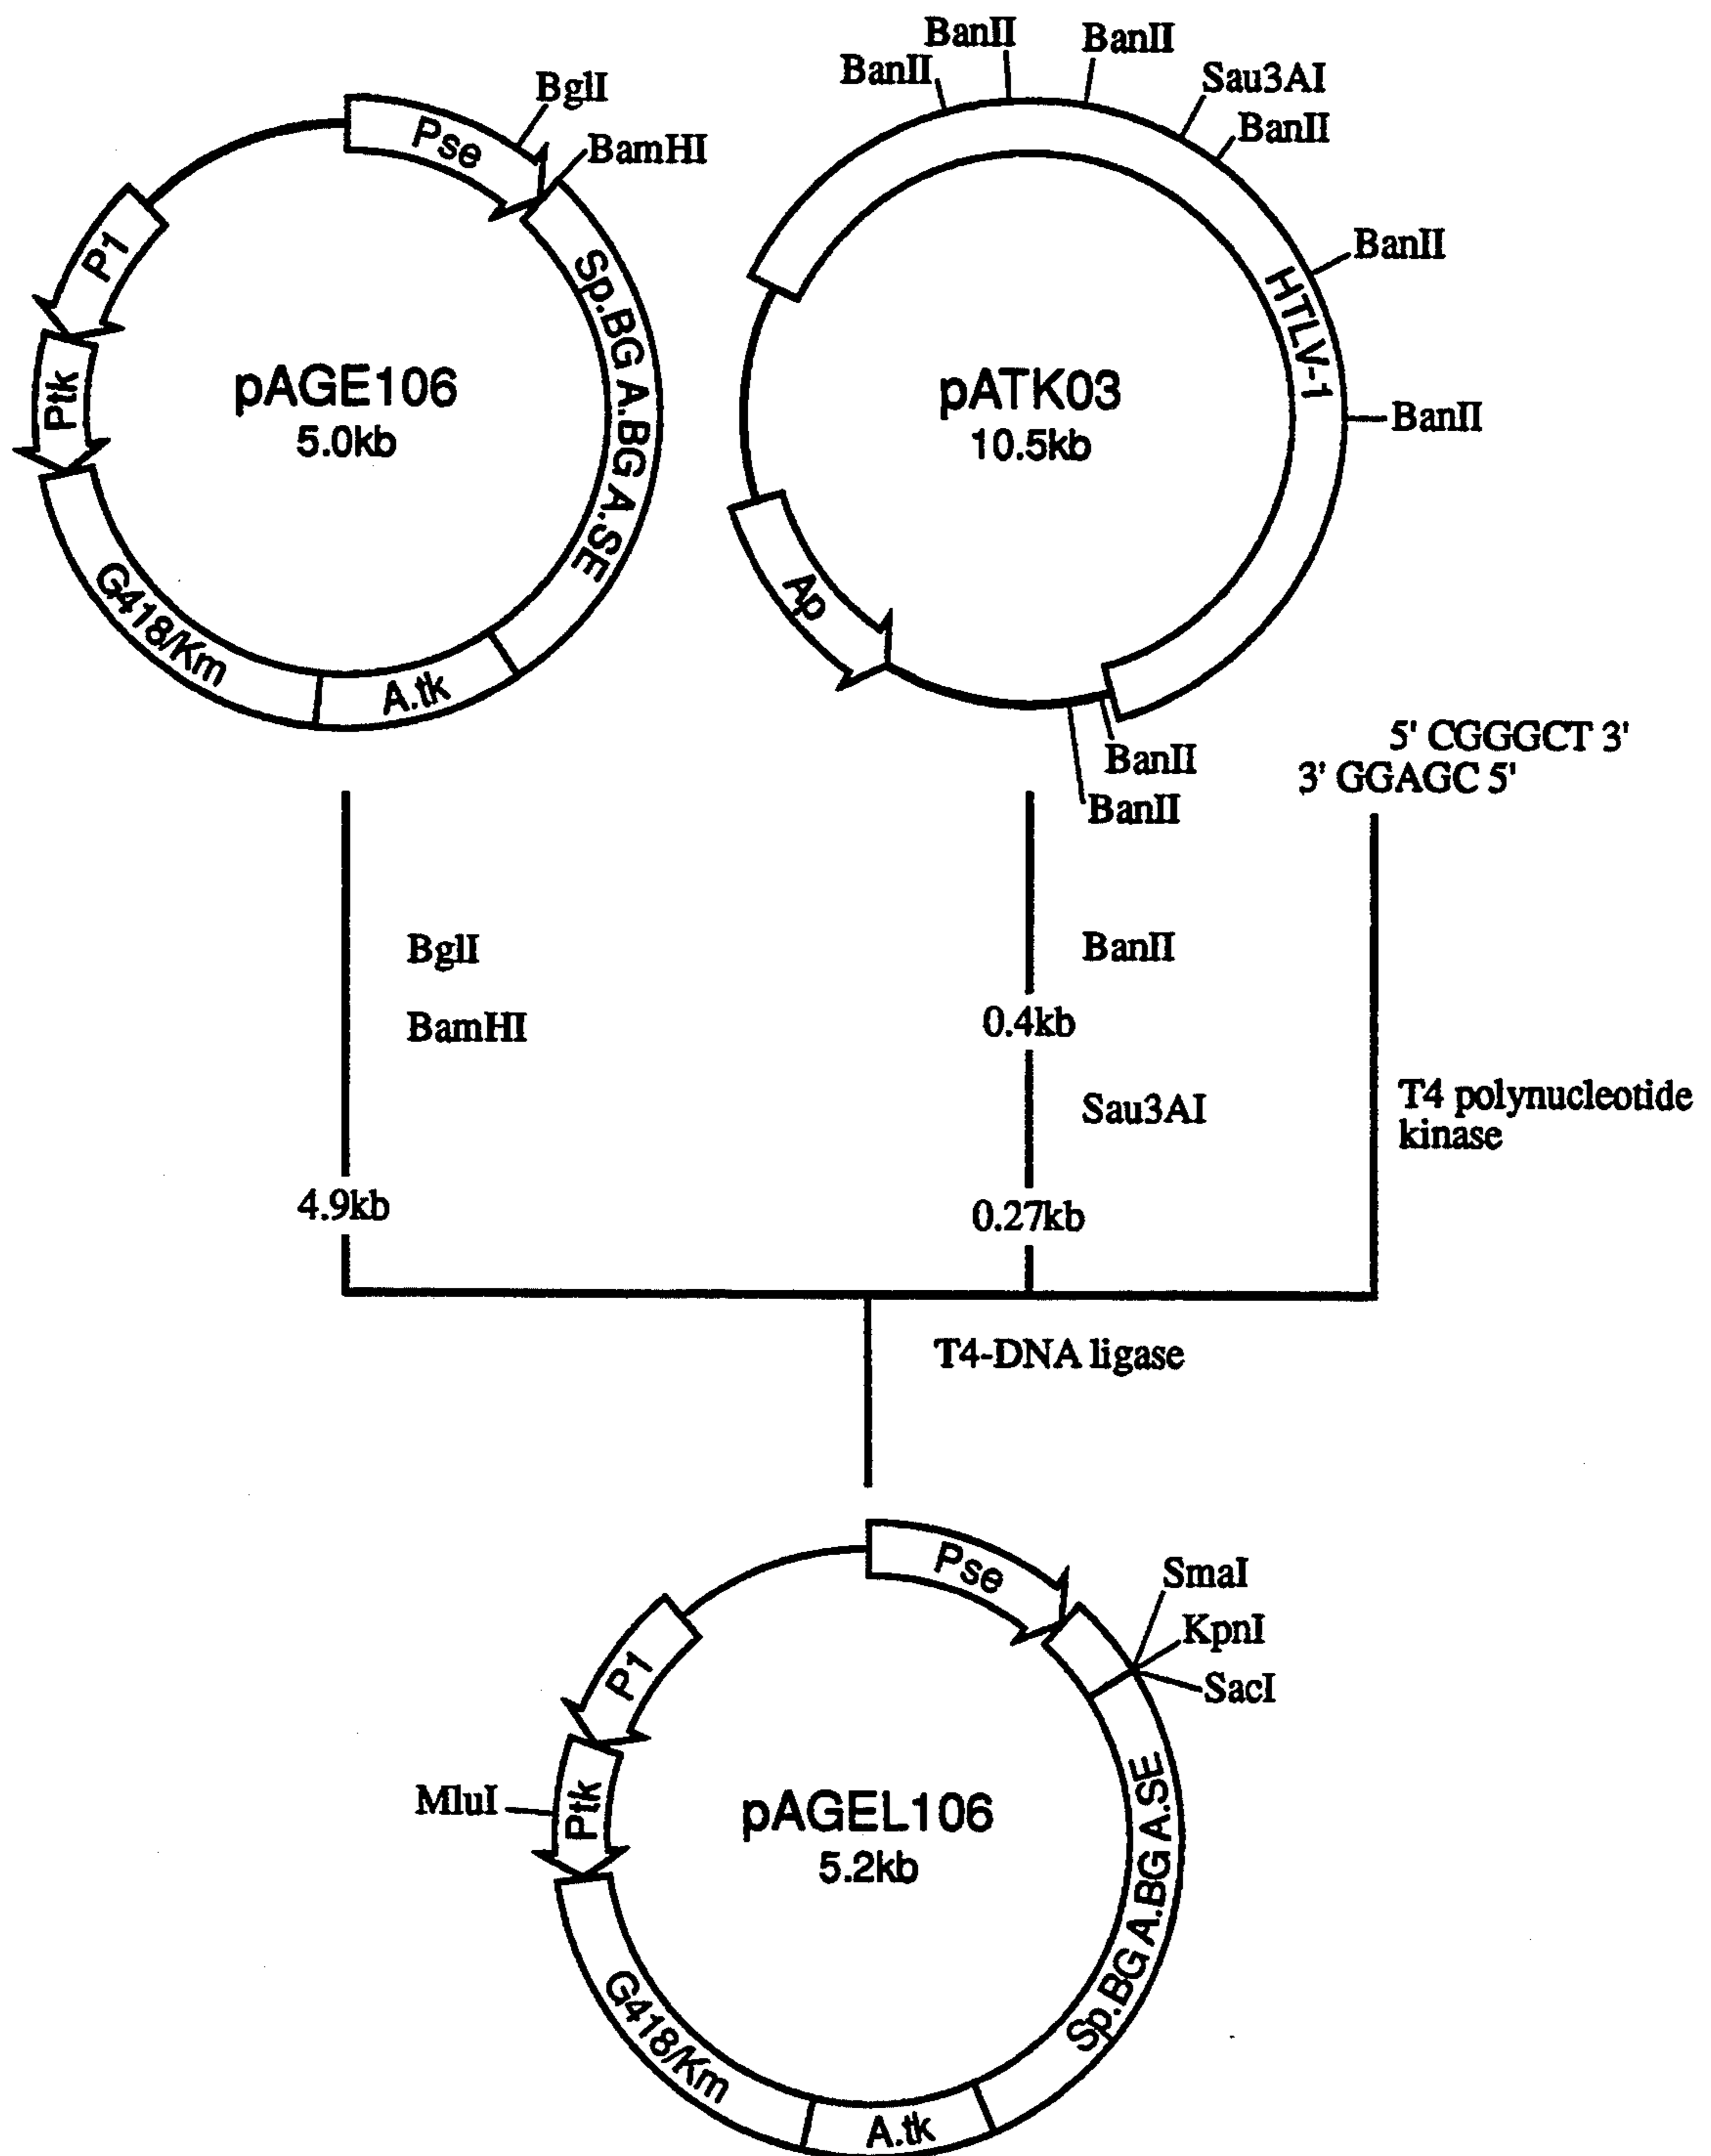 BglI
BamHI
Pse
P1
Ptk
G418/Km
A.tk
Sp.BG A.BG A.SE
pAGE106
5.0kb
BanII
BanII
BanII
Sau3AI
BanII
BanII
BanII
HTLV-1
pATK03
10.5kb
Ap
BanII
BanII
5' CGGGCT 3'
3' GGAGC 5'
BglI
BamHI
4.9kb
BanII
0.4kb
Sau3AI
0.27kb
T4 polynucleotide
kinase
T4-DNA ligase
Pse
SmaI
KpnI
SacI
P1
MluI
Ptk
pAGEL106
5.2kb
Sp.BG A.BG A.SE
G418/Km
A.tk